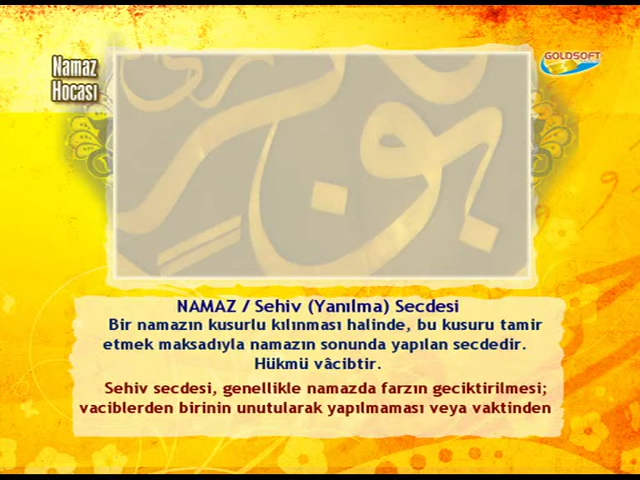 Namaz
Hocası
GOLDSOFT
NAMAZ / Sehiv (Yanılma) Secdesi
Bir namazın kusurlu kılınması halinde, bu kusuru tamir
etmek maksadıyla namazın sonunda yapılan secdedir.
Hükmü vâcibtir.
Sehiv secdesi, genellikle namazda farzın geciktirilmesi;
vaciblerden birinin unutularak yapılmaması veya vaktinden